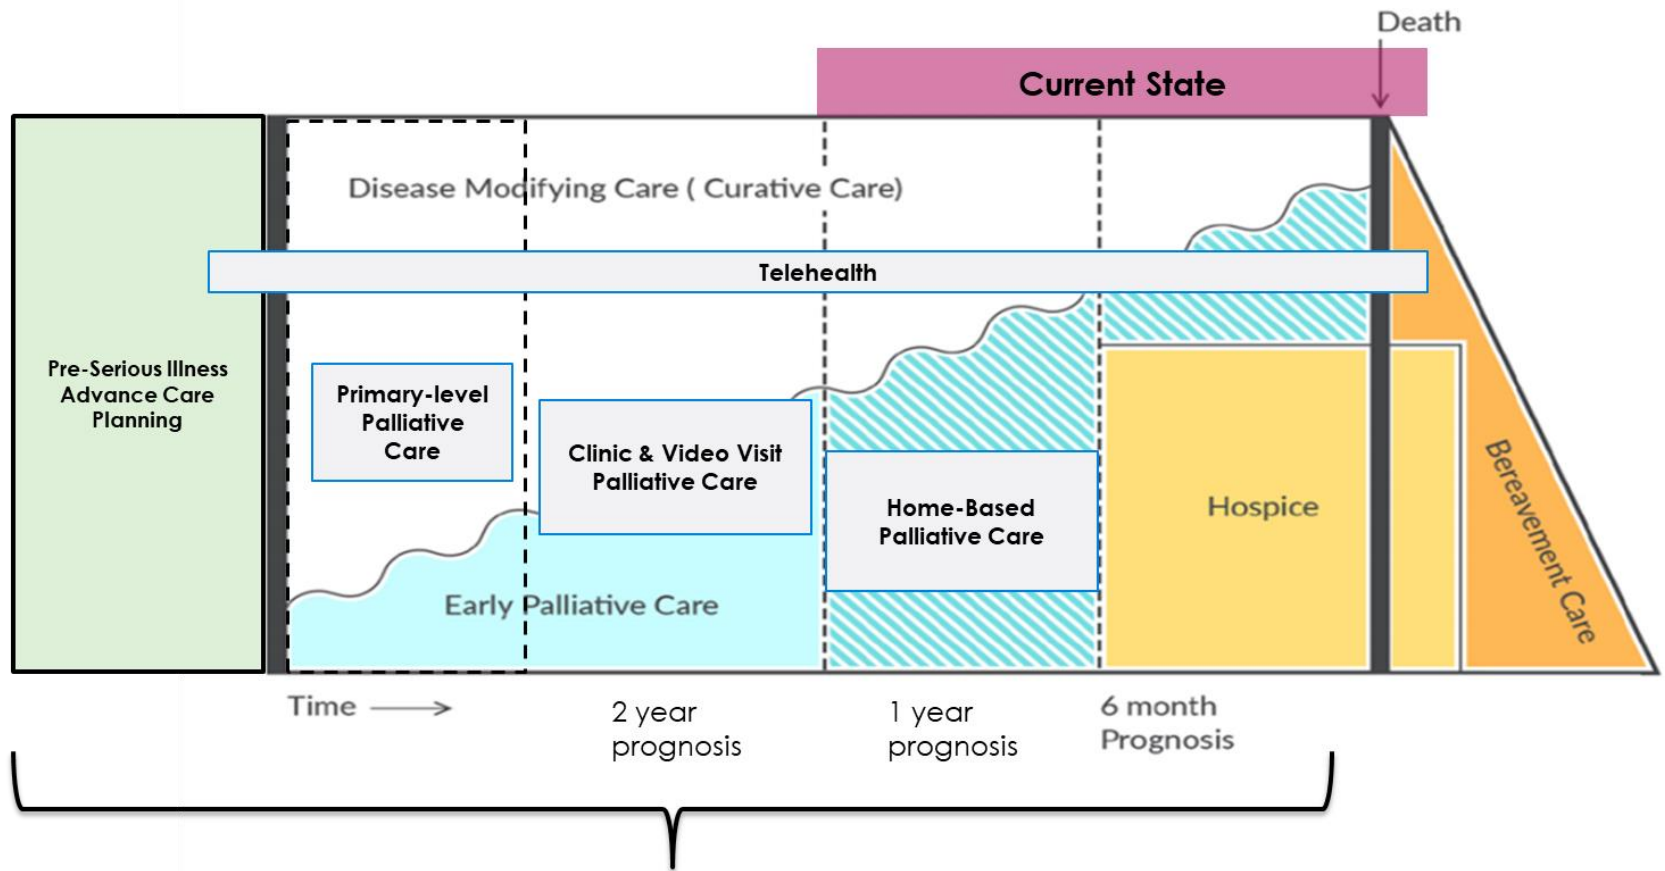 Death
Current State
Disease Modifying Care ( Curative Care)
Telehealth
Pre-Serious Illness
Advance Care
Planning
Primary-level
Palliative
Care
Clinic & Video Visit
Palliative Care
Home-Based
Palliative Care
Hospice
Bereavement Care
Early Palliative Care
Time
2 year
prognosis
1 year
prognosis
6 month
Prognosis